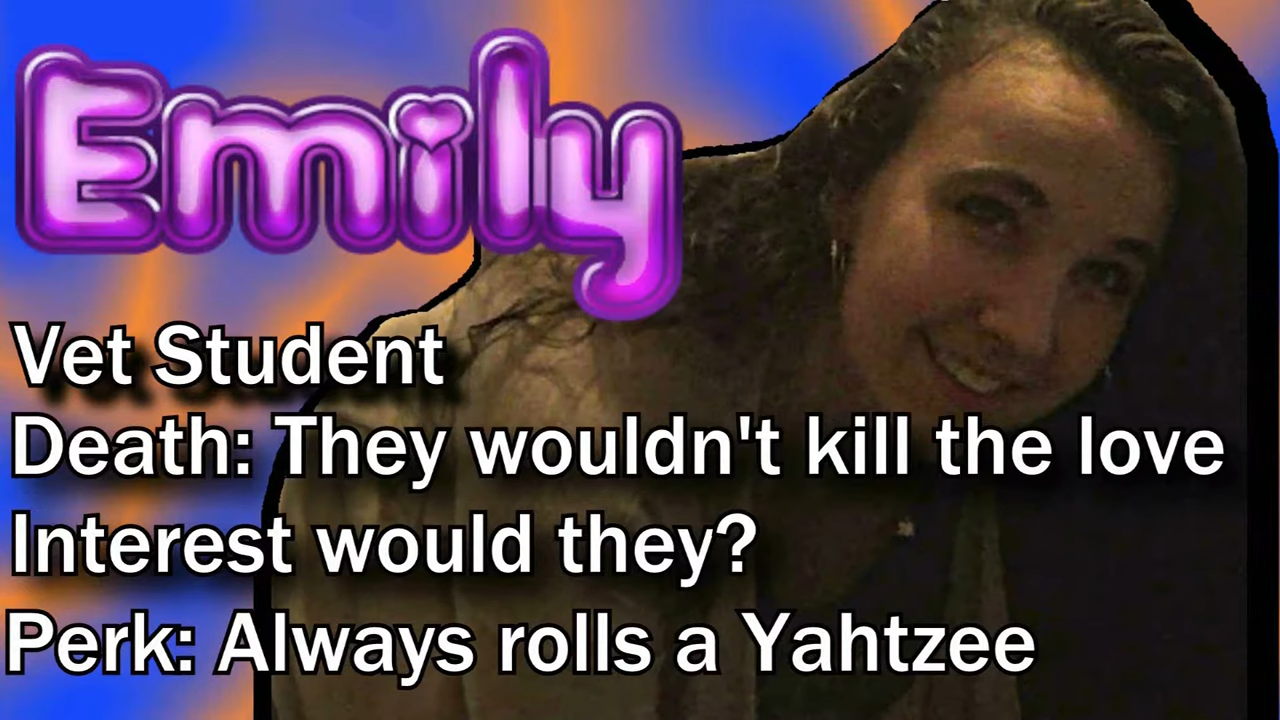 Emily
Vet Student
Death: They wouldn't kill the love
Interest would they?
Perk: Always rolls a Yahtzee